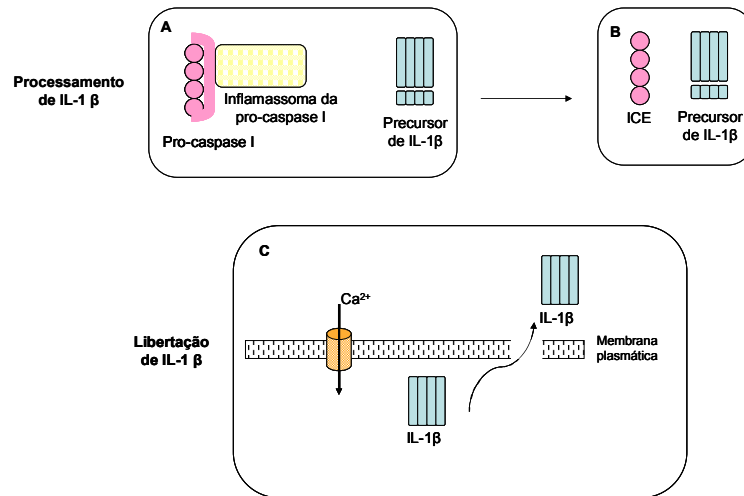 Processamento
de IL-1 β
A
Inflamassoma da
pro-caspase I
Pro-caspase I
Precursor
de IL-1β
B
ICE
Precursor
de IL-1β
Libertação
de IL-1 β
C
Ca2+
IL-1β
Membrana
plasmática
IL-1β